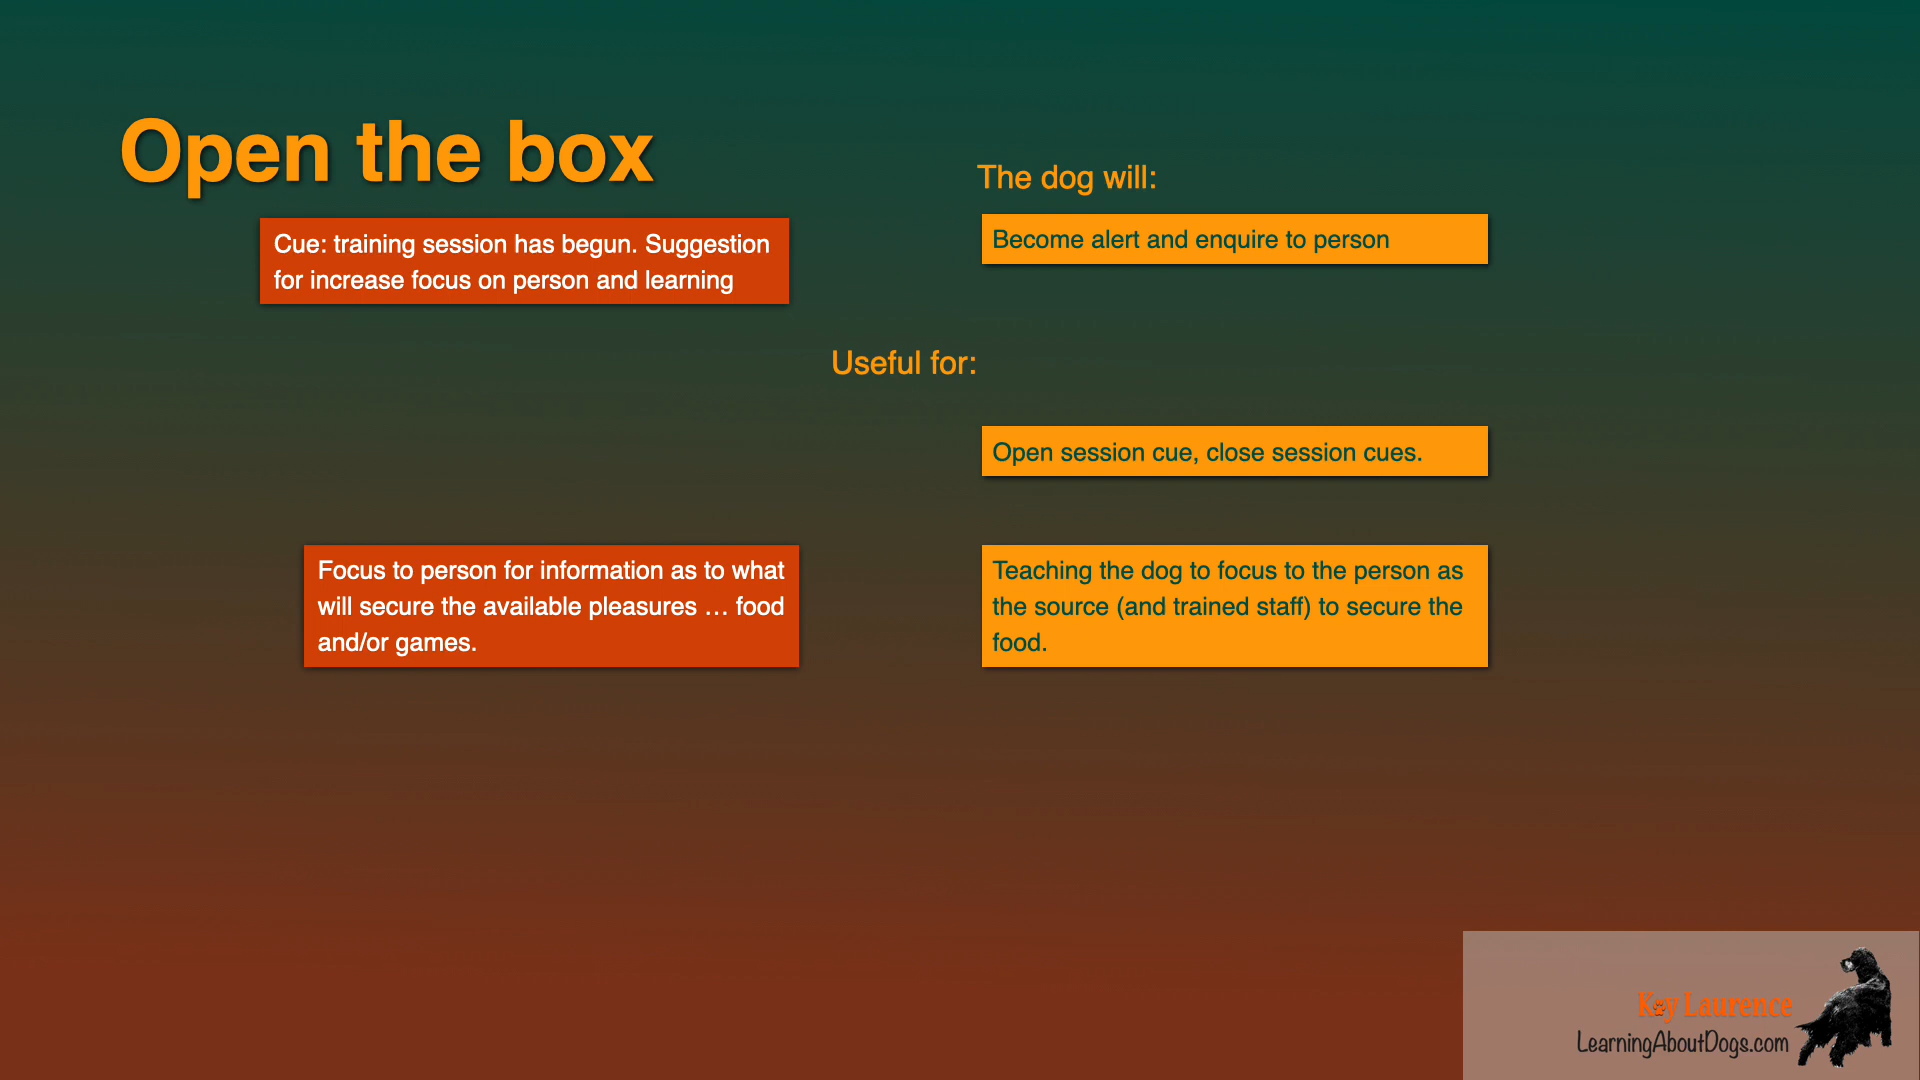 Open the box
Cue: training session has begun. Suggestion
for increase focus on person and learning
The dog will:
Become alert and enquire to person
Useful for:
Open session cue, close session cues.
Focus to person for information as to what
will secure the available pleasures … food
and/or games.
Teaching the dog to focus to the person as
the source (and trained staff) to secure the
food.
Kay Laurence
LearningAboutDogs.com